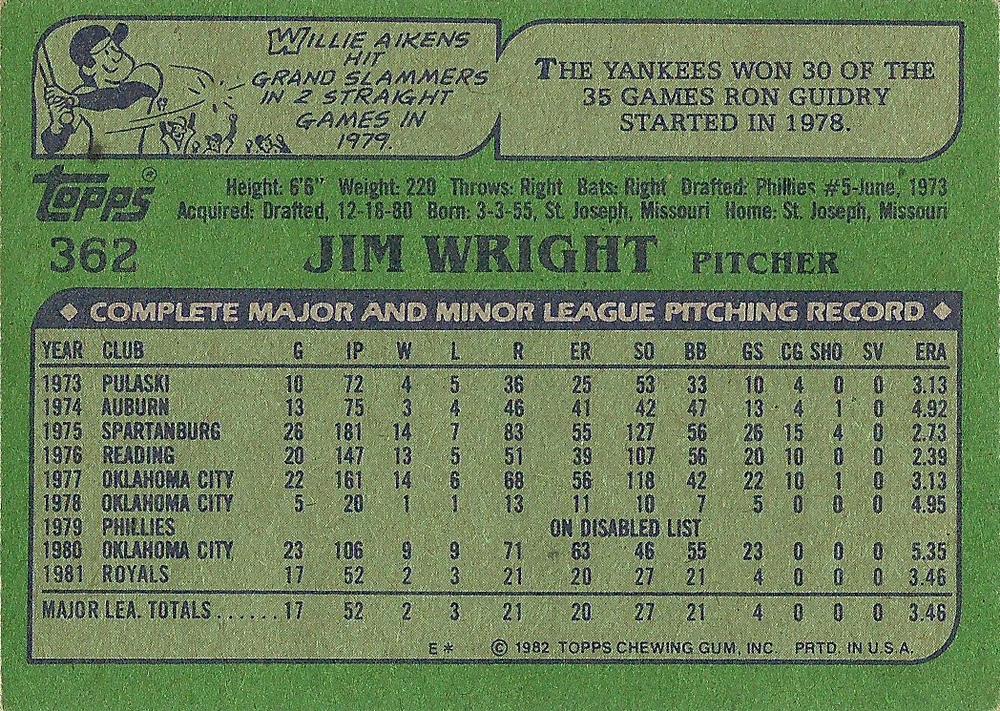 WILLIE AIKENS
HIT
GRAND SLAMMERS
IN 2 STRAIGHT
GAMES IN
1979.
THE YANKEES WON 30 OF THE
35 GAMES RON GUIDRY
STARTED IN 1978.
TOPPS®
Height: 6'6" Weight: 220 Throws: Right Bats: Right Drafted: Phillies #5-June, 1973
Acquired: Drafted, 12-18-80 Born: 3-3-55, St. Joseph, Missouri Home: St. Joseph, Missouri
362 JIM WRIGHT PITCHER
◆ COMPLETE MAJOR AND MINOR LEAGUE PITCHING RECORD ◆
YEAR CLUB G IP W L R ER SO BB GS CG SHO SV ERA
1973 PULASKI 10 72 4 5 36 25 53 33 10 4 0 0 3.13
1974 AUBURN 13 75 3 4 46 41 42 47 13 4 1 0 4.92
1975 SPARTANBURG 26 181 14 7 83 55 127 56 26 15 4 0 2.73
1976 READING 20 147 13 5 51 39 107 56 20 10 0 0 2.39
1977 OKLAHOMA CITY 22 161 14 6 68 56 118 42 22 10 1 0 3.13
1978 OKLAHOMA CITY 5 20 1 1 13 11 10 7 5 0 0 0 4.95
1979 PHILLIES ON DISABLED LIST
1980 OKLAHOMA CITY 23 106 9 9 71 63 46 55 23 0 0 0 5.35
1981 ROYALS 17 52 2 3 21 20 27 21 4 0 0 0 3.46
MAJOR LEA. TOTALS......17 52 2 3 21 20 27 21 4 0 0 0 3.46
E* © 1982 TOPPS CHEWING GUM, INC. PRTD. IN U.S.A.